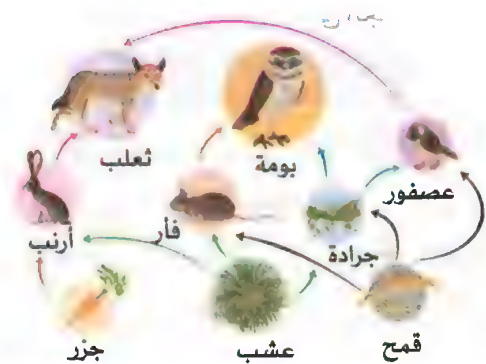 ثعلب
بومة
عصفور
أرنب
فأر
جرادة
جزر
عشب
قمح